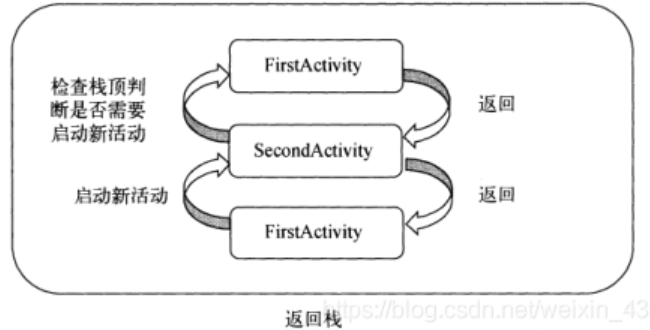 FirstActivity
检查栈顶判
断是否需要
启动新活动
返回
SecondActivity
启动新活动
返回
FirstActivity
返回栈
https://blog.csdn.net/weixin_43